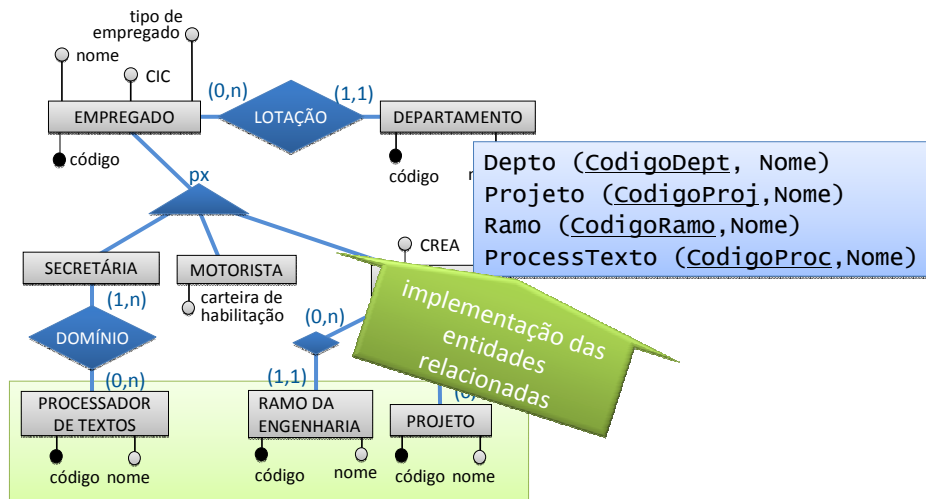 tipo de
empregado
nome
CIC
(0,n)
(1,1)
EMPREGADO
LOTAÇÃO
DEPARTAMENTO
código
código
n
px
Depto (CodigoDept, Nome)
Projeto (CodigoProj,Nome)
Ramo (CodigoRamo,Nome)
ProcessTexto (CodigoProc,Nome)
CREA
SECRETÁRIA
MOTORISTA
carteira de
habilitação
(1,n)
(0,n)
implementação das
entidades
relacionadas
DOMÍNIO
(0,n)
(1,1)
PROCESSADOR
DE TEXTOS
RAMO DA
ENGENHARIA
PROJETO
código nome
código
nome
código nome